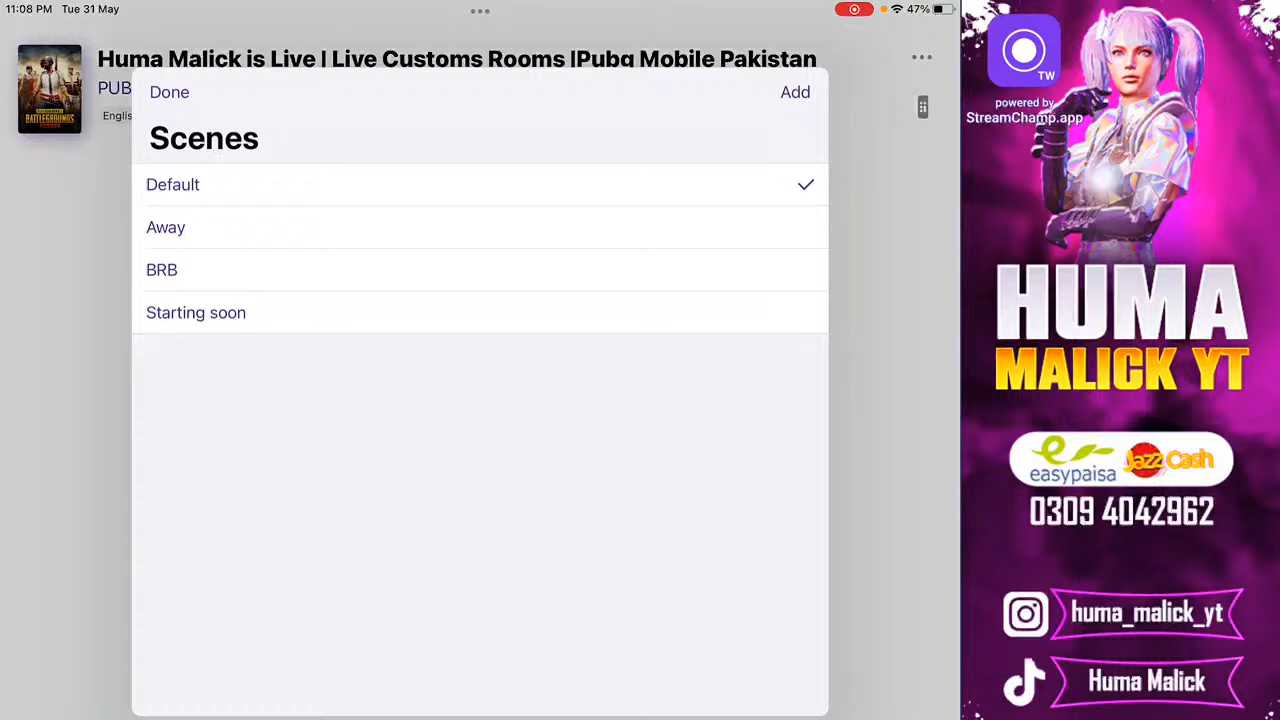 11:08 PM Tue 31 May
47%
Huma Malick is Live I Live Customs Rooms IPubg Mobile Pakistan
PUB
Englis
BATTLEGROUNDS
Done
Add
Scenes
Default
Away
BRB
Starting soon
TW
powered by
StreamChamp.app
HUMA
MALICK YT
easypaisa
JazzCash
0309 4042962
huma_malick_yt
Huma Malick